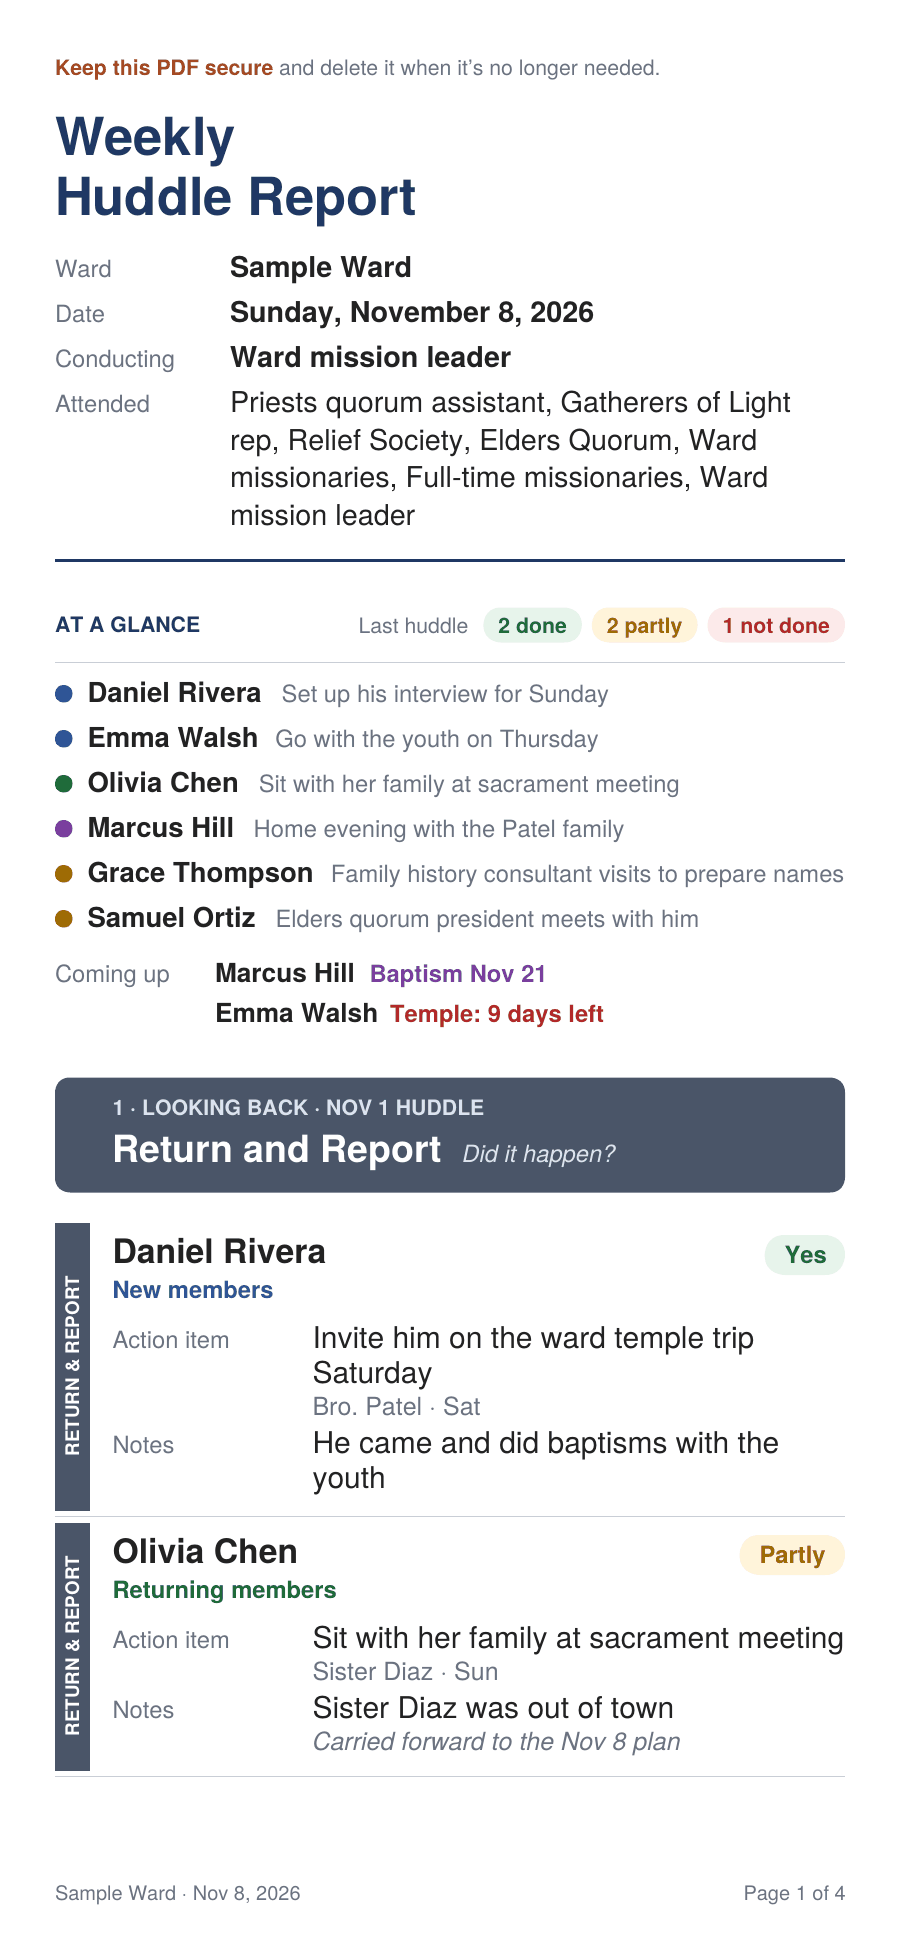 Keep this PDF secure and delete it when it’s no longer needed.
Weekly
Huddle Report
Ward Sample Ward
Date Sunday, November 8, 2026
Conducting Ward mission leader
Attended Priests quorum assistant, Gatherers of Light
rep, Relief Society, Elders Quorum, Ward
missionaries, Full-time missionaries, Ward
mission leader
AT A GLANCE Last huddle 2 done 2 partly 1 not done
Daniel Rivera Set up his interview for Sunday
Emma Walsh Go with the youth on Thursday
Olivia Chen Sit with her family at sacrament meeting
Marcus Hill Home evening with the Patel family
Grace Thompson Family history consultant visits to prepare names
Samuel Ortiz Elders quorum president meets with him
Coming up Marcus Hill Baptism Nov 21
Emma Walsh Temple: 9 days left
1 · LOOKING BACK · NOV 1 HUDDLE
Return and Report Did it happen?
RETURN & REPORT
Daniel Rivera Yes
New members
Action item Invite him on the ward temple trip
Saturday
Bro. Patel · Sat
Notes He came and did baptisms with the
youth
RETURN & REPORT
Olivia Chen Partly
Returning members
Action item Sit with her family at sacrament meeting
Sister Diaz · Sun
Notes Sister Diaz was out of town
Carried forward to the Nov 8 plan
Sample Ward · Nov 8, 2026 Page 1 of 4